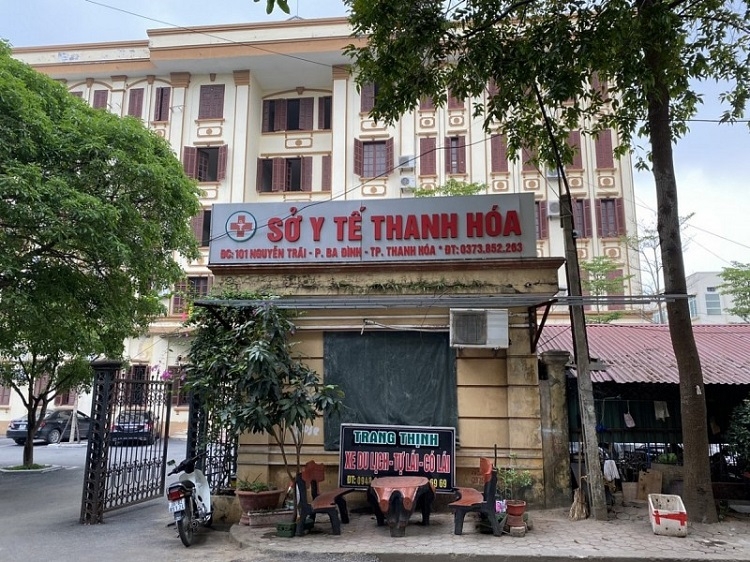 SỞ Y TẾ THANH HÓA
ĐC: 101 NGUYỄN TRÃI - P. BA ĐÌNH - TP. THANH HÓA * ĐT: 0373.852.263
TRANG THỊNH
XE DU LỊCH - TỰ LÁI - CÓ LÁI